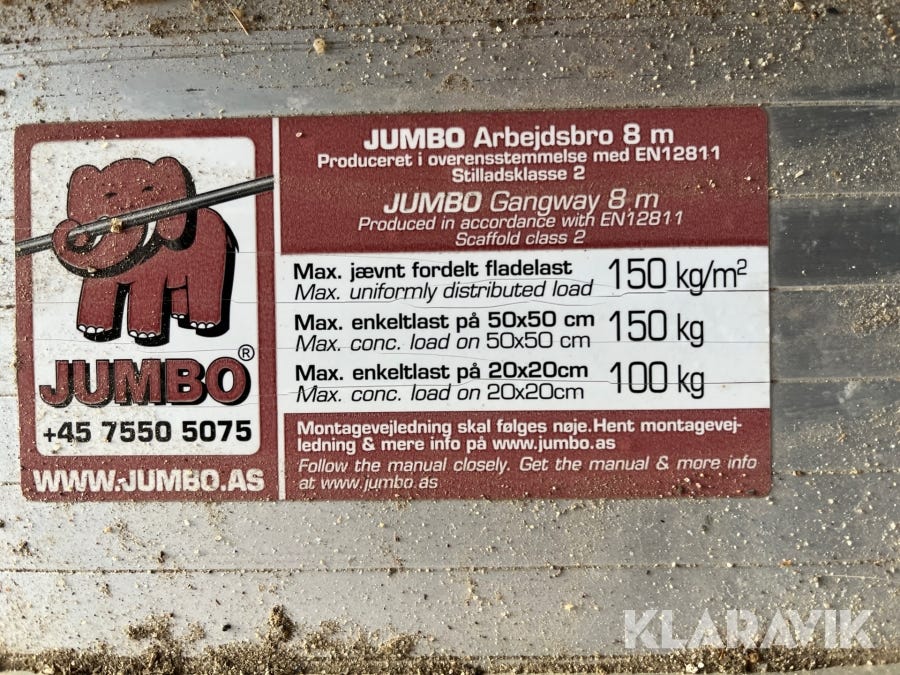 JUMBO®
+45 7550 5075
WWW.JUMBO.AS
JUMBO Arbejdsbro 8 m
Produceret i overensstemmelse med EN12811
Stilladsklasse 2
JUMBO Gangway 8 m
Produced in accordance with EN12811
Scaffold class 2
Max. jævnt fordelt fladelast 150 kg/m²
Max. uniformly distributed load
Max. enkeltlast på 50x50 cm 150 kg
Max. conc. load on 50x50 cm
Max. enkeltlast på 20x20cm 100 kg
Max. conc. load on 20x20cm
Montagevejledning skal følges nøje.Hent montagevej-
ledning & mere info på www.jumbo.as
Follow the manual closely. Get the manual & more info
at www.jumbo.as
KLARAVIK